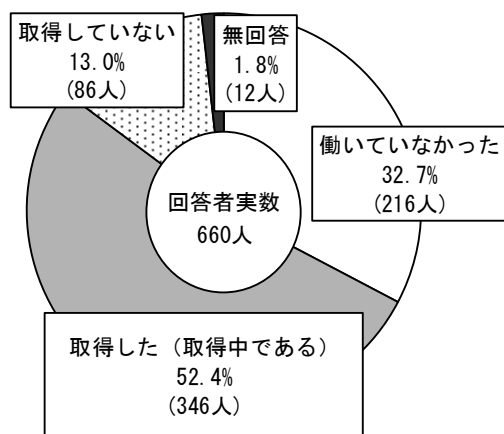 取得していない
13.0%
(86人)
無回答
1.8%
(12人)
働いていなかった
32.7%
(216人)
回答者実数
660人
取得した（取得中である）
52.4%
(346人)